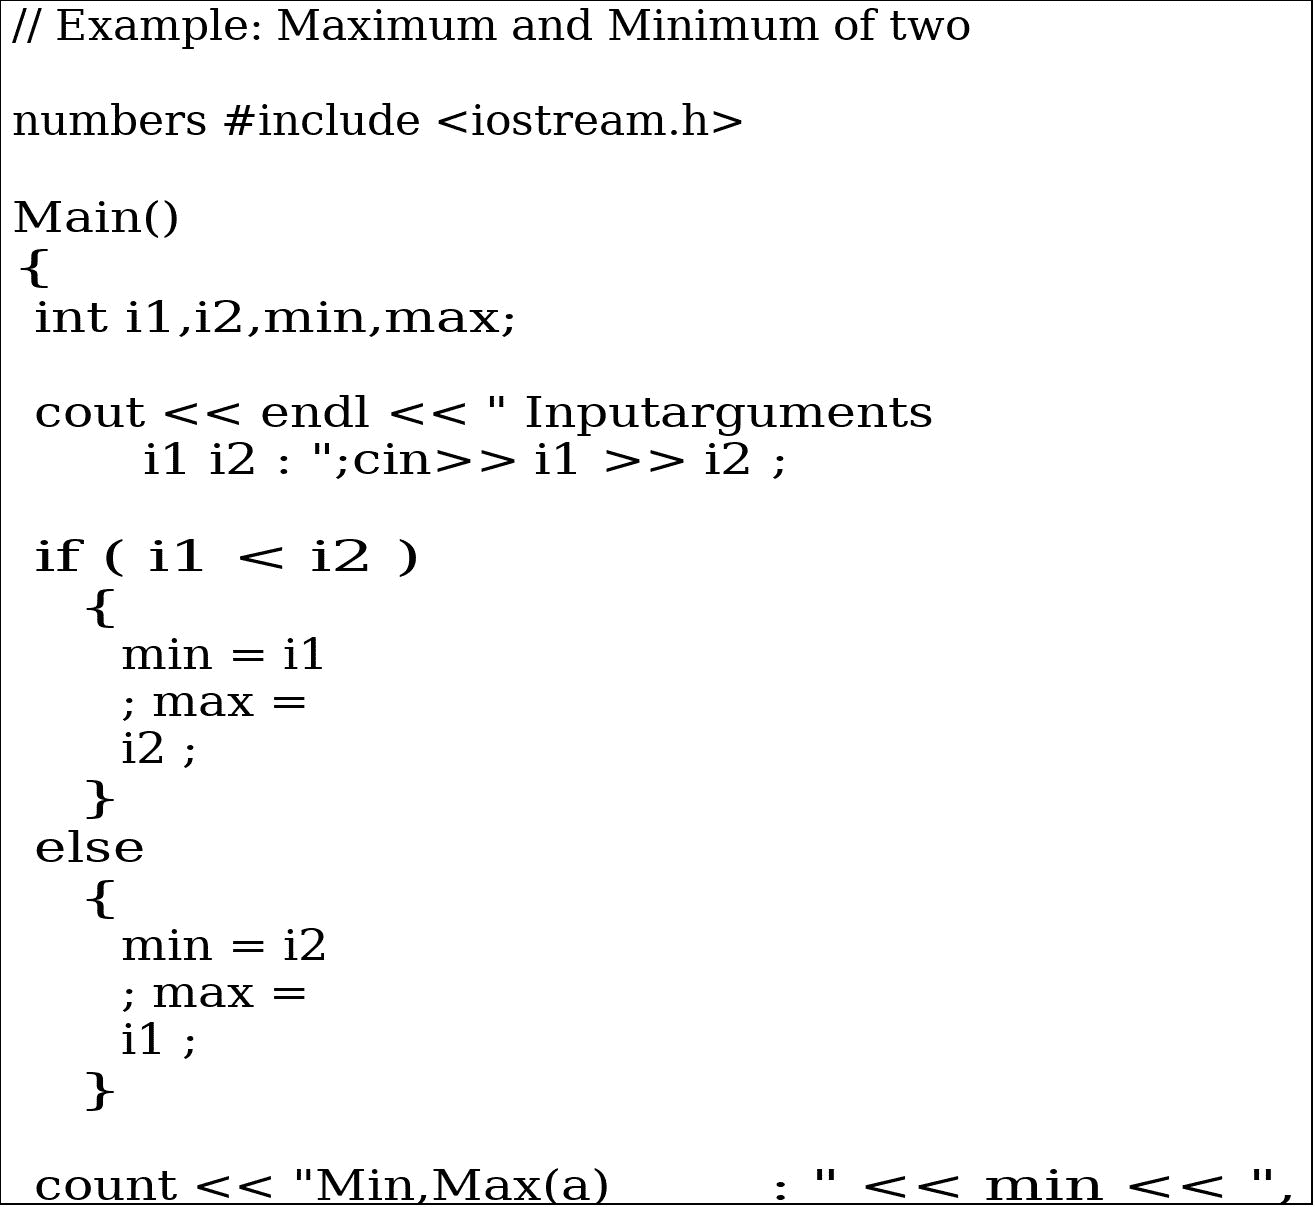 // Example: Maximum and Minimum of two
numbers #include <iostream.h>
Main()
{
int i1,i2,min,max;
cout << endl << " Inputarguments
i1 i2 : ";cin>> i1 >> i2 ;
if ( i1 < i2 )
{
min = i1
; max =
i2 ;
}
else
{
min = i2
; max =
i1 ;
}
count << "Min,Max(a) : " << min << ",